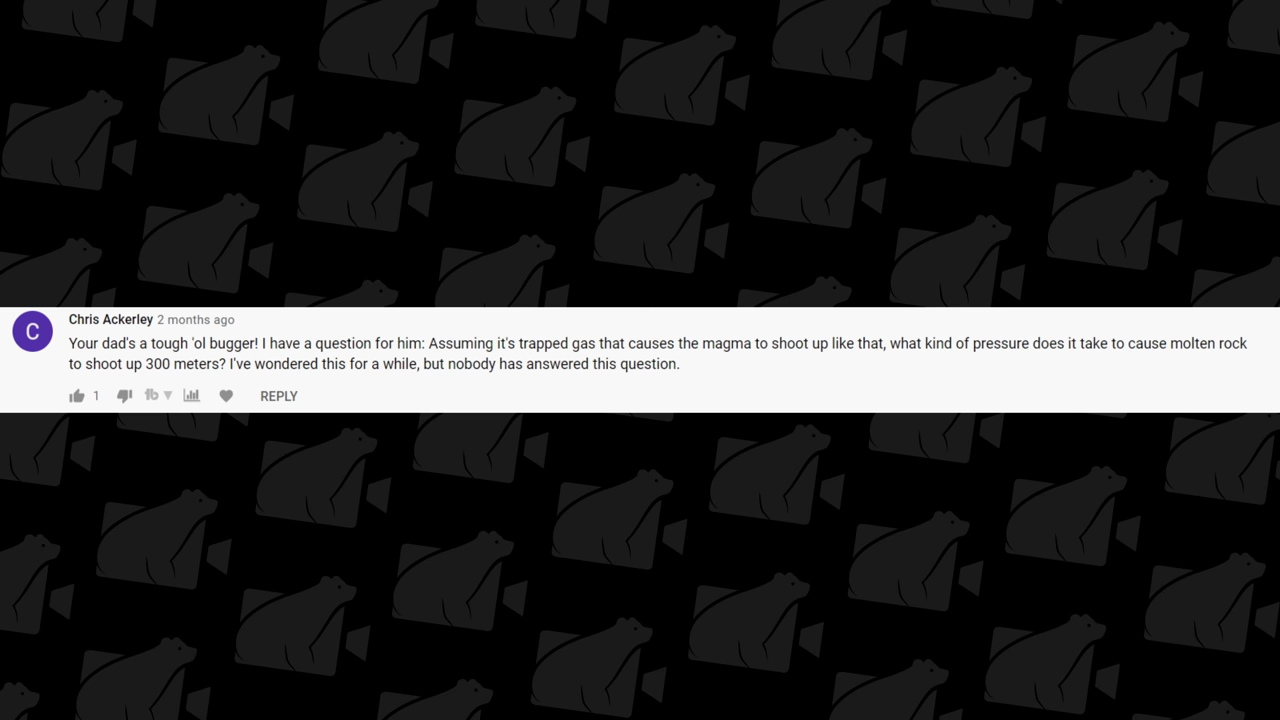 C
Chris Ackerley 2 months ago
Your dad's a tough 'ol bugger! I have a question for him: Assuming it's trapped gas that causes the magma to shoot up like that, what kind of pressure does it take to cause molten rock
to shoot up 300 meters? I've wondered this for a while, but nobody has answered this question.
1 tb REPLY